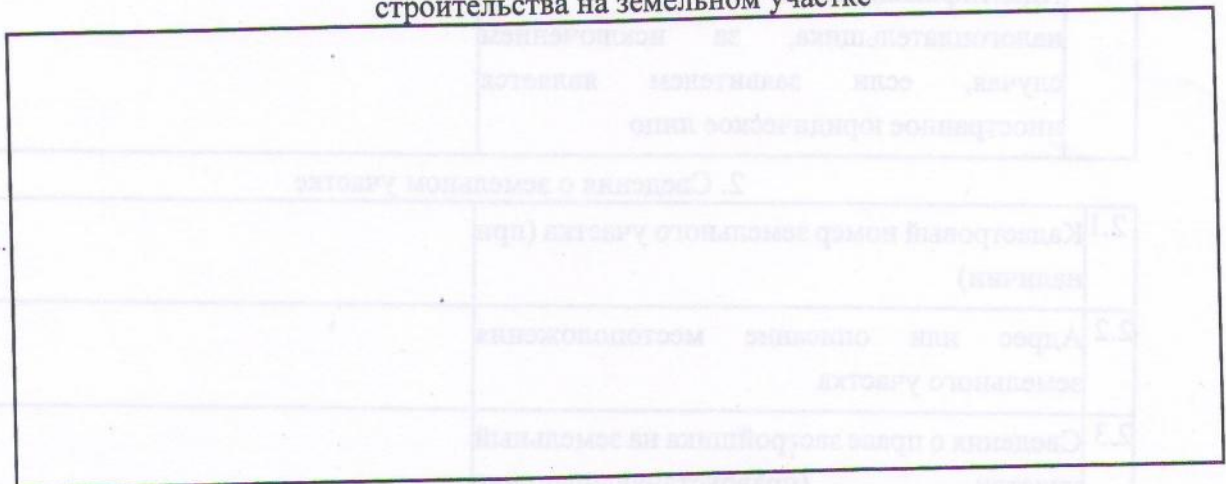 строительства на земельном участке
налогоплательщика, за исключением
случая, если заявителем является
иностранное юридическое лицо
2. Сведения о земельном участке
2.1 Кадастровый номер земельного участка (при
наличии)
2.2 Адрес или описание местоположения
земельного участка
2.3 Сведения о праве застройщика на земельный